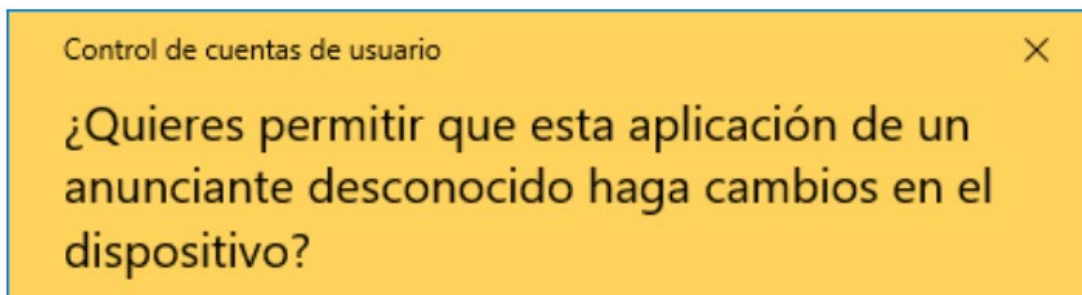 Control de cuentas de usuario
¿Quieres permitir que esta aplicación de un
anunciante desconocido haga cambios en el
dispositivo?